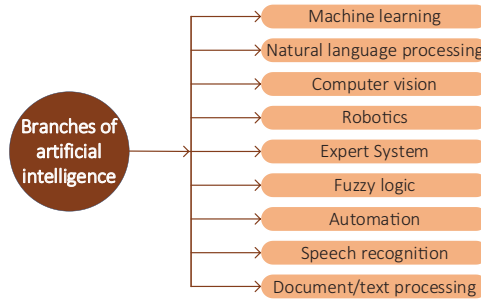 Branches of
artificial
intelligence
Machine learning
Natural language processing
Computer vision
Robotics
Expert System
Fuzzy logic
Automation
Speech recognition
Document/text processing